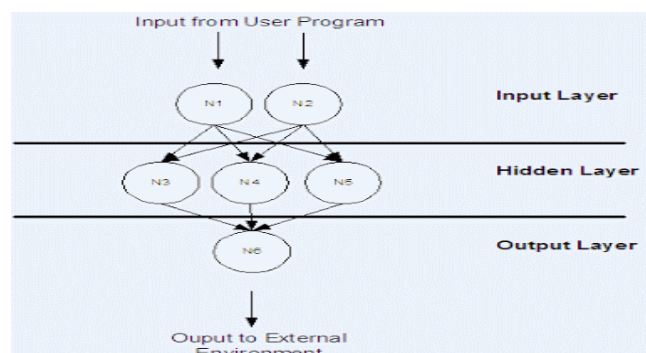 Input from User Program
N1 N2
Input Layer
N3 N4 N5
Hidden Layer
N6
Output Layer
Ouput to External
Environment